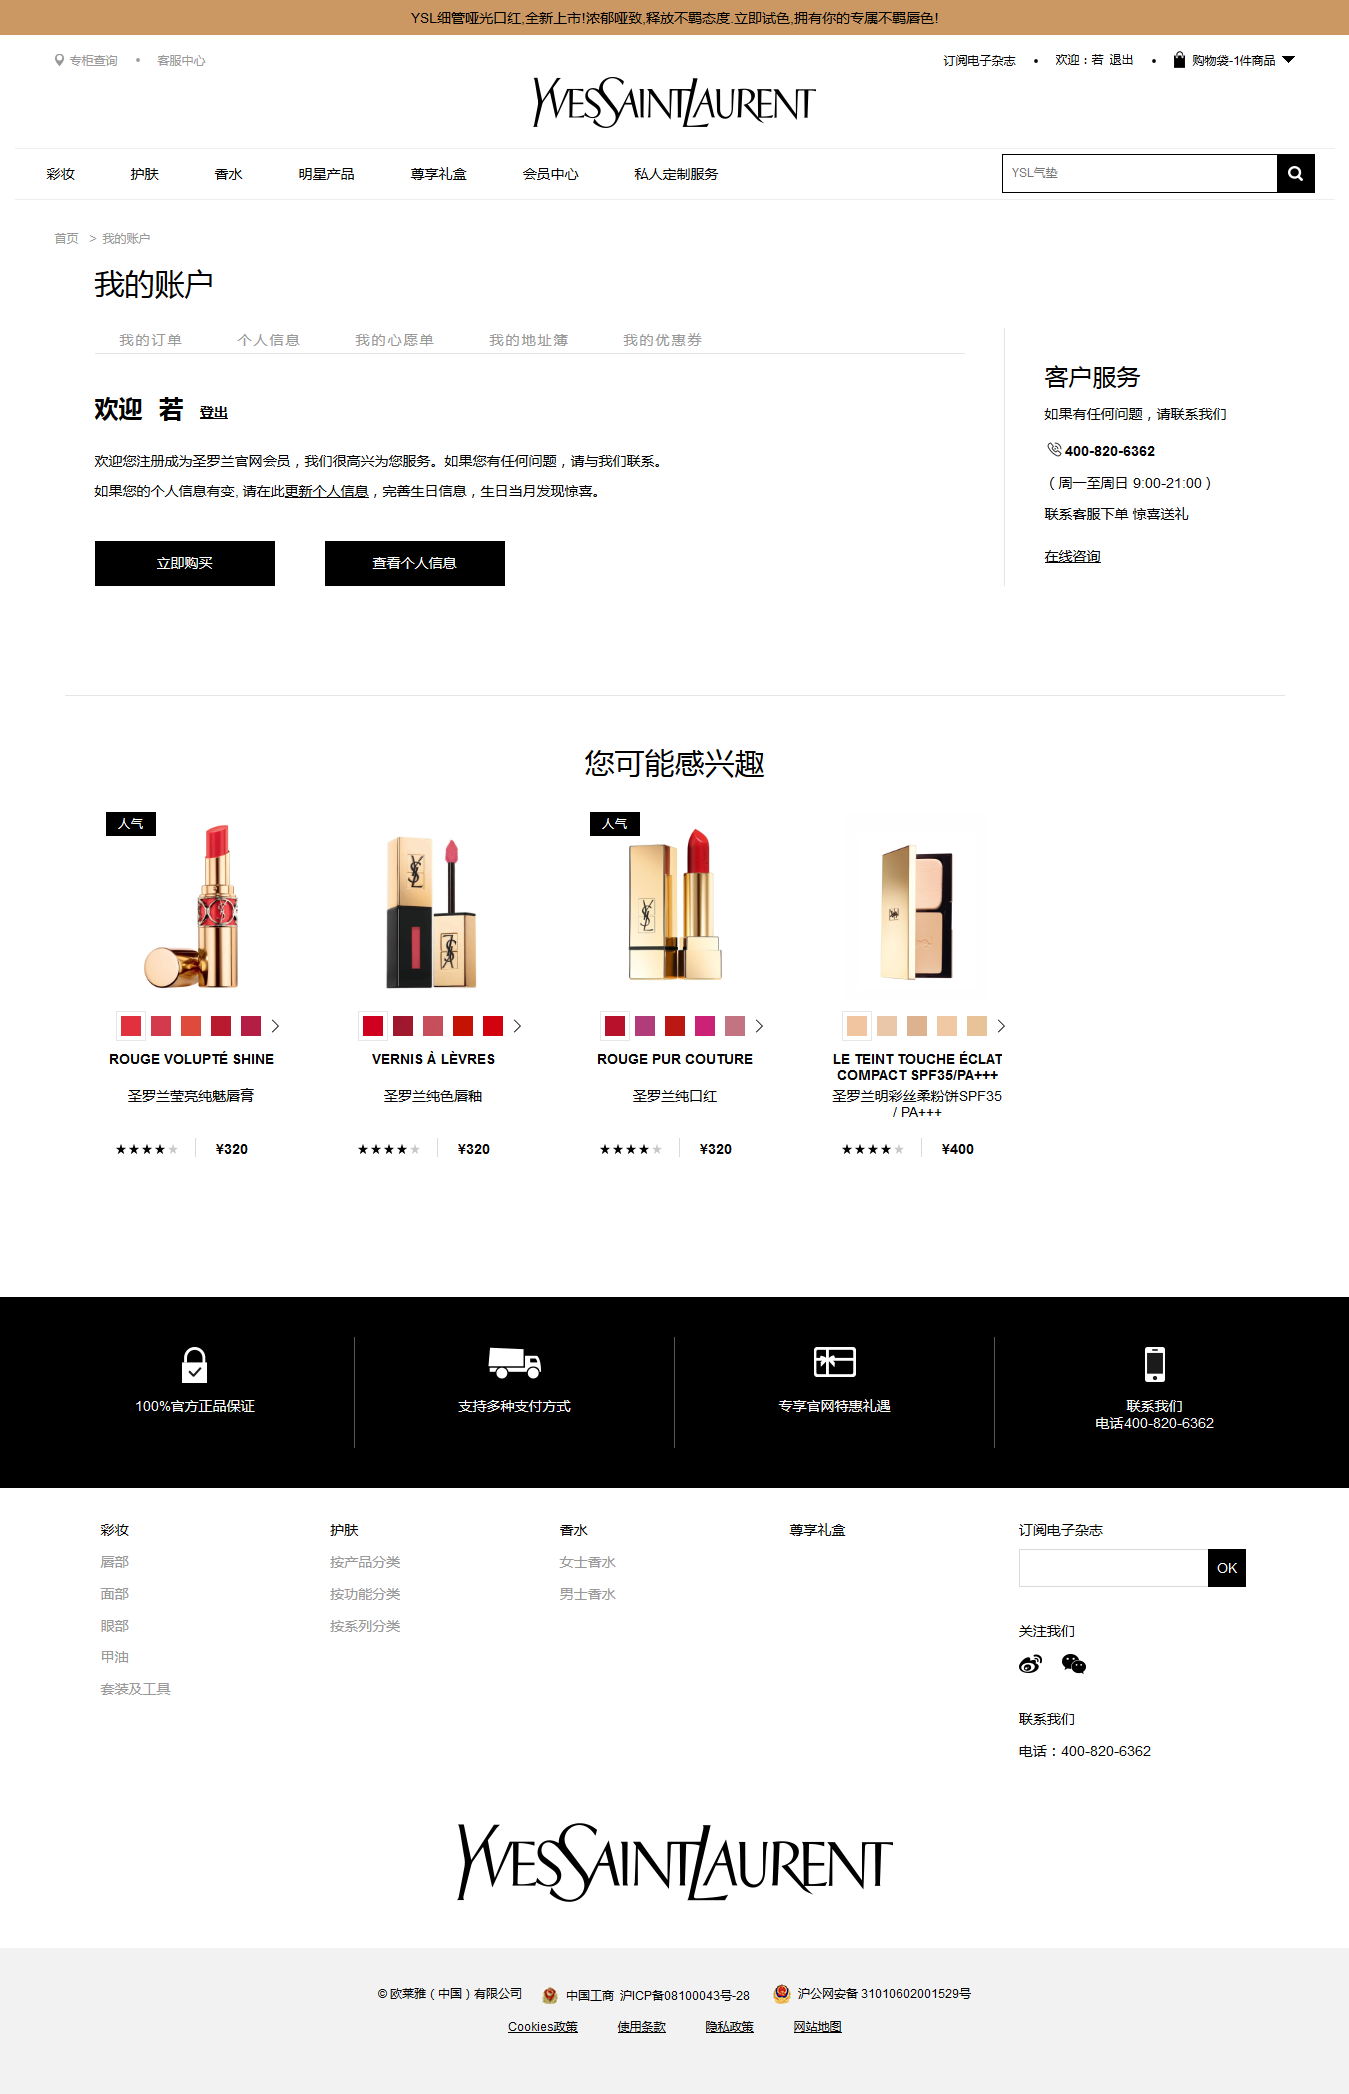 YSL细管哑光口红,全新上市!浓郁哑致,释放不羁态度.立即试色,拥有你的专属不羁唇色!
专柜查询 • 客服中心 订阅电子杂志 • 欢迎：若 退出 • 购物袋-1件商品
YVESSAINTLAURENT
彩妆 护肤 香水 明星产品 尊享礼盒 会员中心 私人定制服务 YSL气垫
首页 > 我的账户
我的账户
我的订单 个人信息 我的心愿单 我的地址簿 我的优惠券
欢迎 若 登出
欢迎您注册成为圣罗兰官网会员，我们很高兴为您服务。如果您有任何问题，请与我们联系。
如果您的个人信息有变, 请在此更新个人信息，完善生日信息，生日当月发现惊喜。
立即购买 查看个人信息
客户服务
如果有任何问题，请联系我们
400-820-6362
（周一至周日 9:00-21:00）
联系客服下单 惊喜送礼
在线咨询
您可能感兴趣
人气 人气
ROUGE VOLUPTÉ SHINE
圣罗兰莹亮纯魅唇膏
¥320
VERNIS À LÈVRES
圣罗兰纯色唇釉
¥320
ROUGE PUR COUTURE
圣罗兰纯口红
¥320
LE TEINT TOUCHE ÉCLAT
COMPACT SPF35/PA+++
圣罗兰明彩丝柔粉饼SPF35
/ PA+++
¥400
100%官方正品保证
支持多种支付方式
专享官网特惠礼遇
联系我们
电话400-820-6362
彩妆
唇部
面部
眼部
甲油
套装及工具
护肤
按产品分类
按功能分类
按系列分类
香水
女士香水
男士香水
尊享礼盒
订阅电子杂志
OK
关注我们
联系我们
电话：400-820-6362
YVESSAINTLAURENT
© 欧莱雅（中国）有限公司 中国工商 沪ICP备08100043号-28 沪公网安备 31010602001529号
Cookies政策 使用条款 隐私政策 网站地图